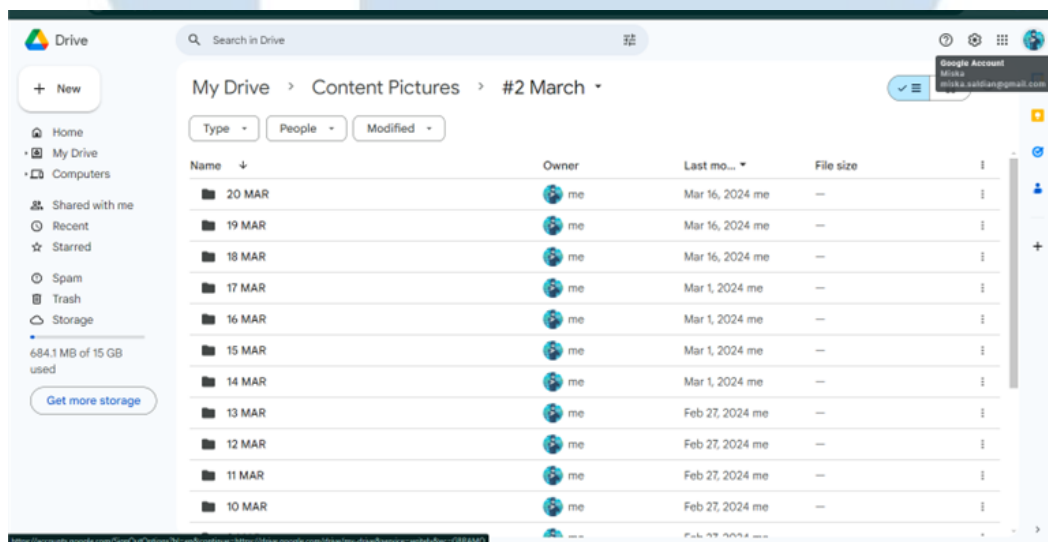 Drive
Search in Drive
Google Account
Miska
New
My Drive > Content Pictures > #2 March
Type People Modified
Home
My Drive
Computers
Shared with me
Recent
Starred
Spam
Trash
Storage
684.1 MB of 15 GB
used
Get more storage
Name Owner Last mo... File size
20 MAR me Mar 16, 2024 me —
19 MAR me Mar 16, 2024 me —
18 MAR me Mar 16, 2024 me —
17 MAR me Mar 1, 2024 me —
16 MAR me Mar 1, 2024 me —
15 MAR me Mar 1, 2024 me —
14 MAR me Mar 1, 2024 me —
13 MAR me Feb 27, 2024 me —
12 MAR me Feb 27, 2024 me —
11 MAR me Feb 27, 2024 me —
10 MAR me Feb 27, 2024 me —